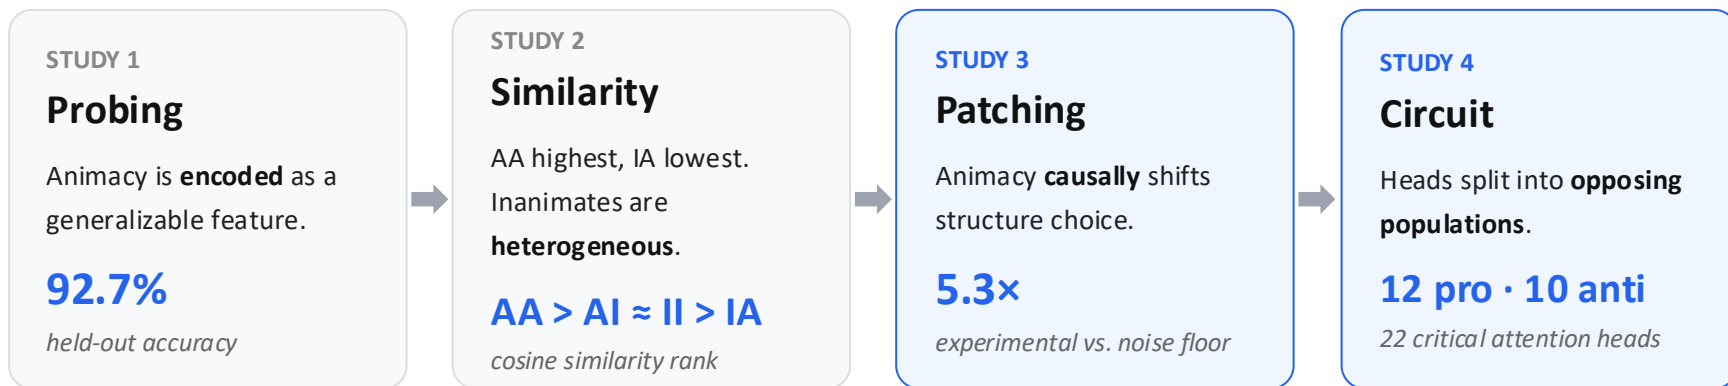 STUDY 1
Probing
Animacy is encoded as a
generalizable feature.
92.7%
held-out accuracy
STUDY 2
Similarity
AA highest, IA lowest.
Inanimates are
heterogeneous.
AA > AI ≈ II > IA
cosine similarity rank
STUDY 3
Patching
Animacy causally shifts
structure choice.
5.3×
experimental vs. noise floor
STUDY 4
Circuit
Heads split into opposing
populations.
12 pro · 10 anti
22 critical attention heads